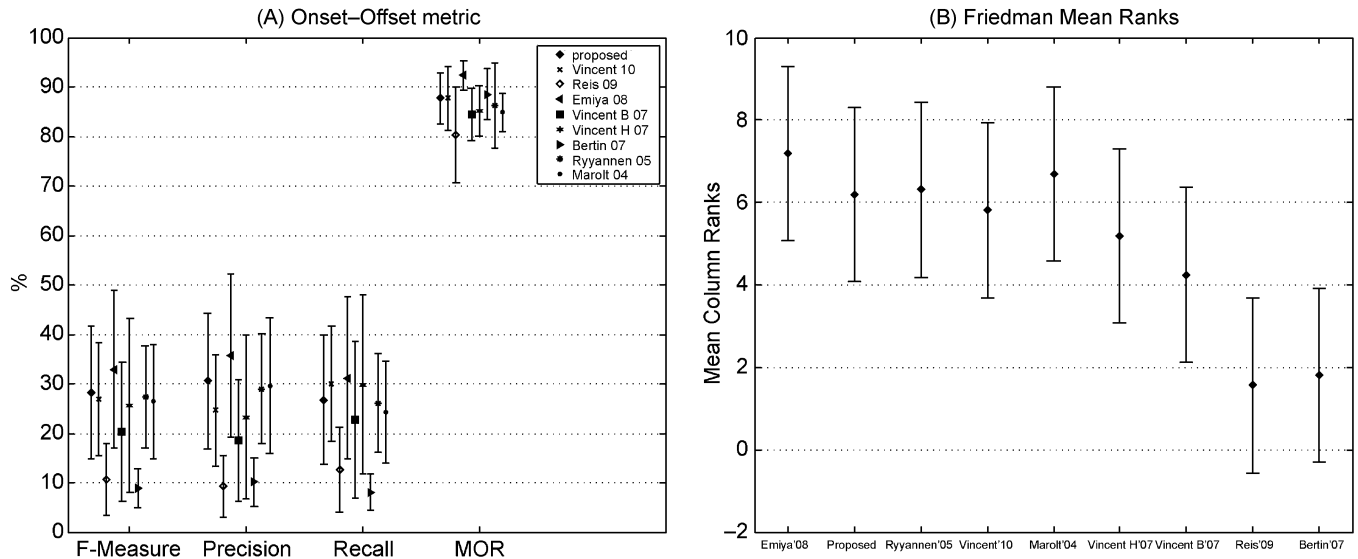 (A) Onset–Offset metric
100
90
80
70
60
50
40
30
20
10
0
%
proposed
Vincent 10
Reis 09
Emiya 08
Vincent B 07
Vincent H 07
Bertin 07
Ryyannen 05
Marolt 04
F-Measure Precision Recall MOR
(B) Friedman Mean Ranks
10
8
6
4
2
0
–2
Mean Column Ranks
Emiya'08 Proposed Ryyannen'05 Vincent'10 Marolt'04 Vincent H'07 Vincent B'07 Reis'09 Bertin'07